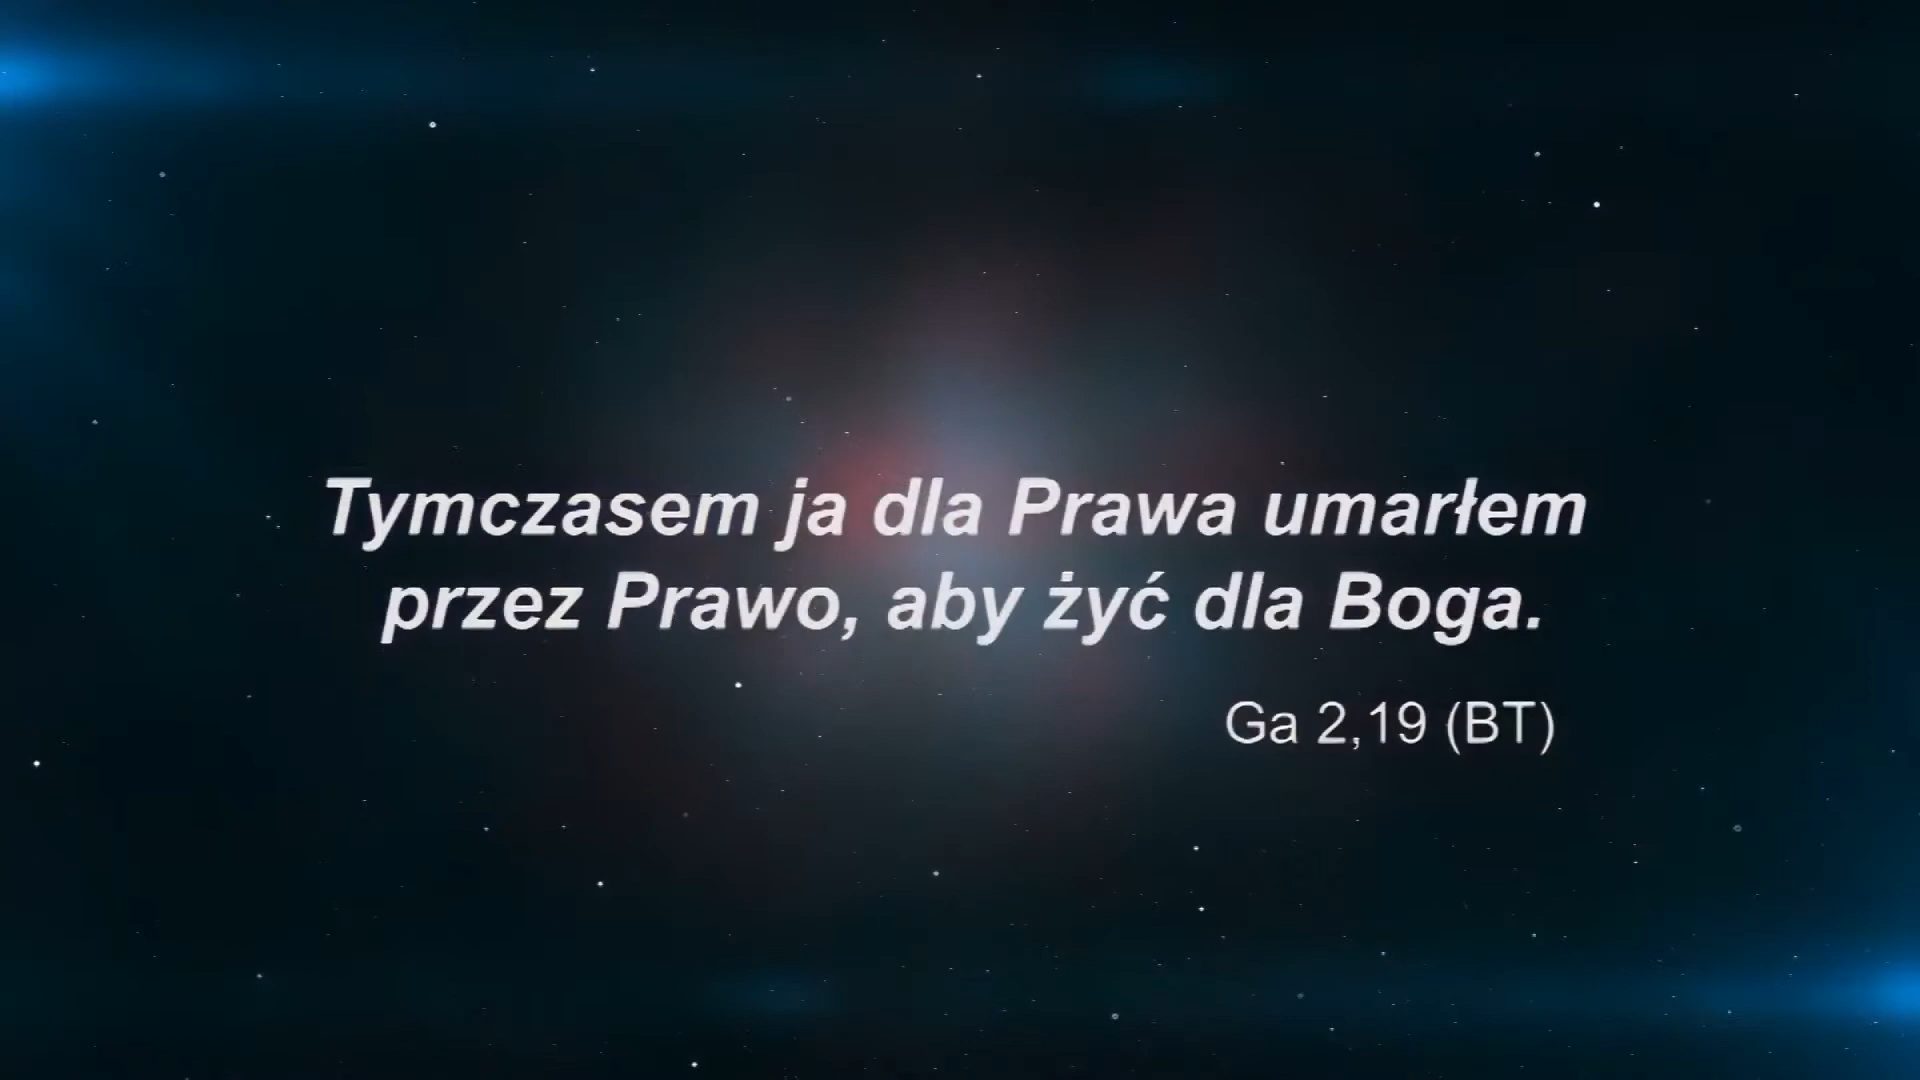 Tymczasem ja dla Prawa umarłem
przez Prawo, aby żyć dla Boga.
Ga 2,19 (BT)